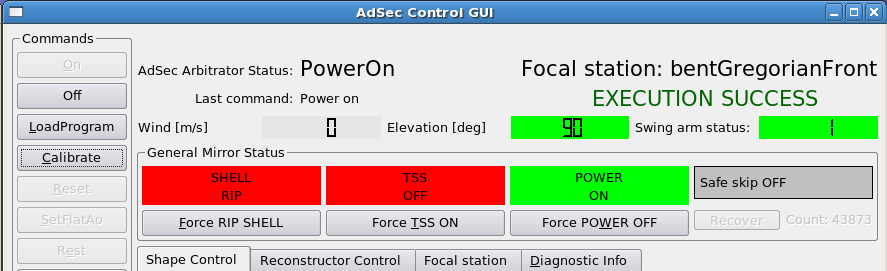 AdSec Control GUI
Commands
On
Off
LoadProgram
Calibrate
Reset
SetFlatAo
Rest
AdSec Arbitrator Status: PowerOn
Focal station: bentGregorianFront
Last command: Power on
EXECUTION SUCCESS
Wind [m/s] 0 Elevation [deg] 90 Swing arm status: 1
General Mirror Status
SHELL
RIP
TSS
OFF
POWER
ON
Safe skip OFF
Force RIP SHELL
Force TSS ON
Force POWER OFF
Recover
Count: 43873
Shape Control
Reconstructor Control
Focal station
Diagnostic Info